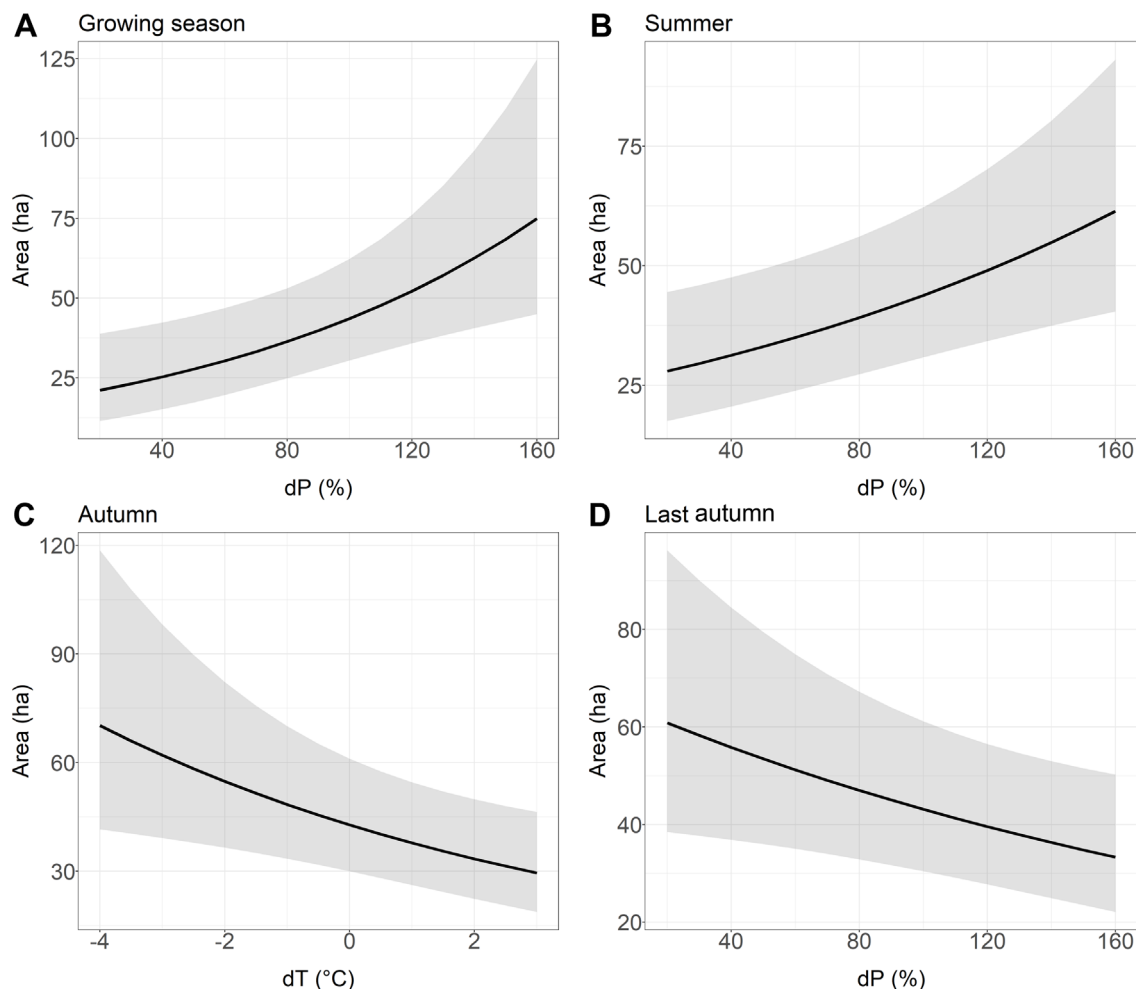 A Growing season
125
100
75
50
25
Area (ha)
40 80 120 160
dP (%)
B Summer
75
50
25
Area (ha)
40 80 120 160
dP (%)
C Autumn
120
90
60
30
Area (ha)
-4 -2 0 2
dT (°C)
D Last autumn
80
60
40
20
Area (ha)
40 80 120 160
dP (%)